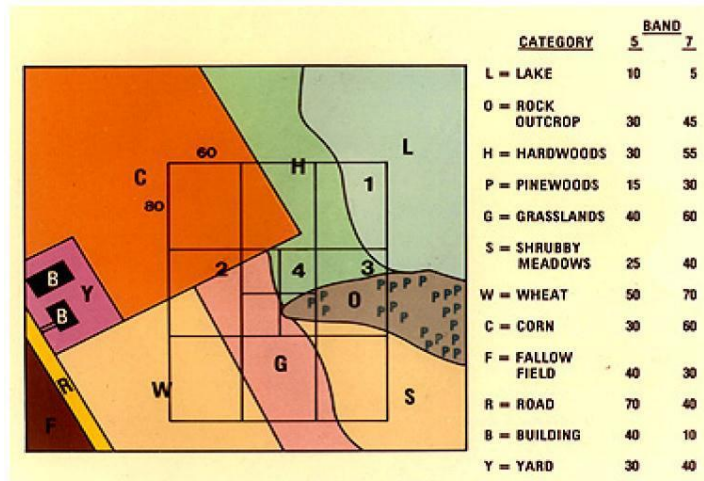 BAND
CATEGORY 5 7
L = LAKE 10 5
O = ROCK
OUTCROP 30 45
H = HARDWOODS 30 55
P = PINEWOODS 15 30
G = GRASSLANDS 40 60
S = SHRUBBY
MEADOWS 25 40
W = WHEAT 50 70
C = CORN 30 60
F = FALLOW
FIELD 40 30
R = ROAD 70 40
B = BUILDING 40 10
Y = YARD 30 40
L
60
H
C
1
80
2
4
3
B
Y
O
P P P P P P
B
P P P P
P P P P
P P P
G
R
W
S
F